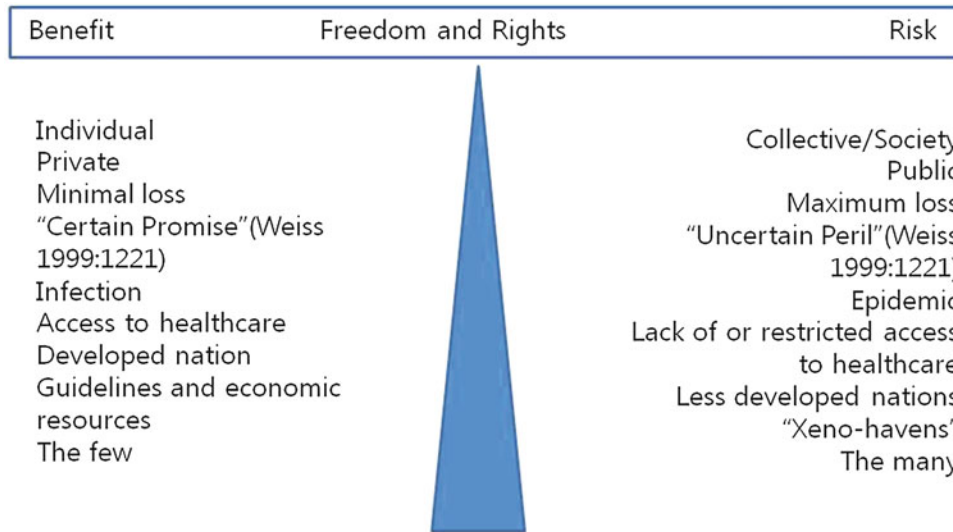 Benefit Freedom and Rights Risk
Individual
Private
Minimal loss
“Certain Promise”(Weiss
1999:1221)
Infection
Access to healthcare
Developed nation
Guidelines and economic
resources
The few
Collective/Society
Public
Maximum loss
“Uncertain Peril”(Weiss
1999:1221)
Epidemic
Lack of or restricted access
to healthcare
Less developed nations
“Xeno-havens”
The many